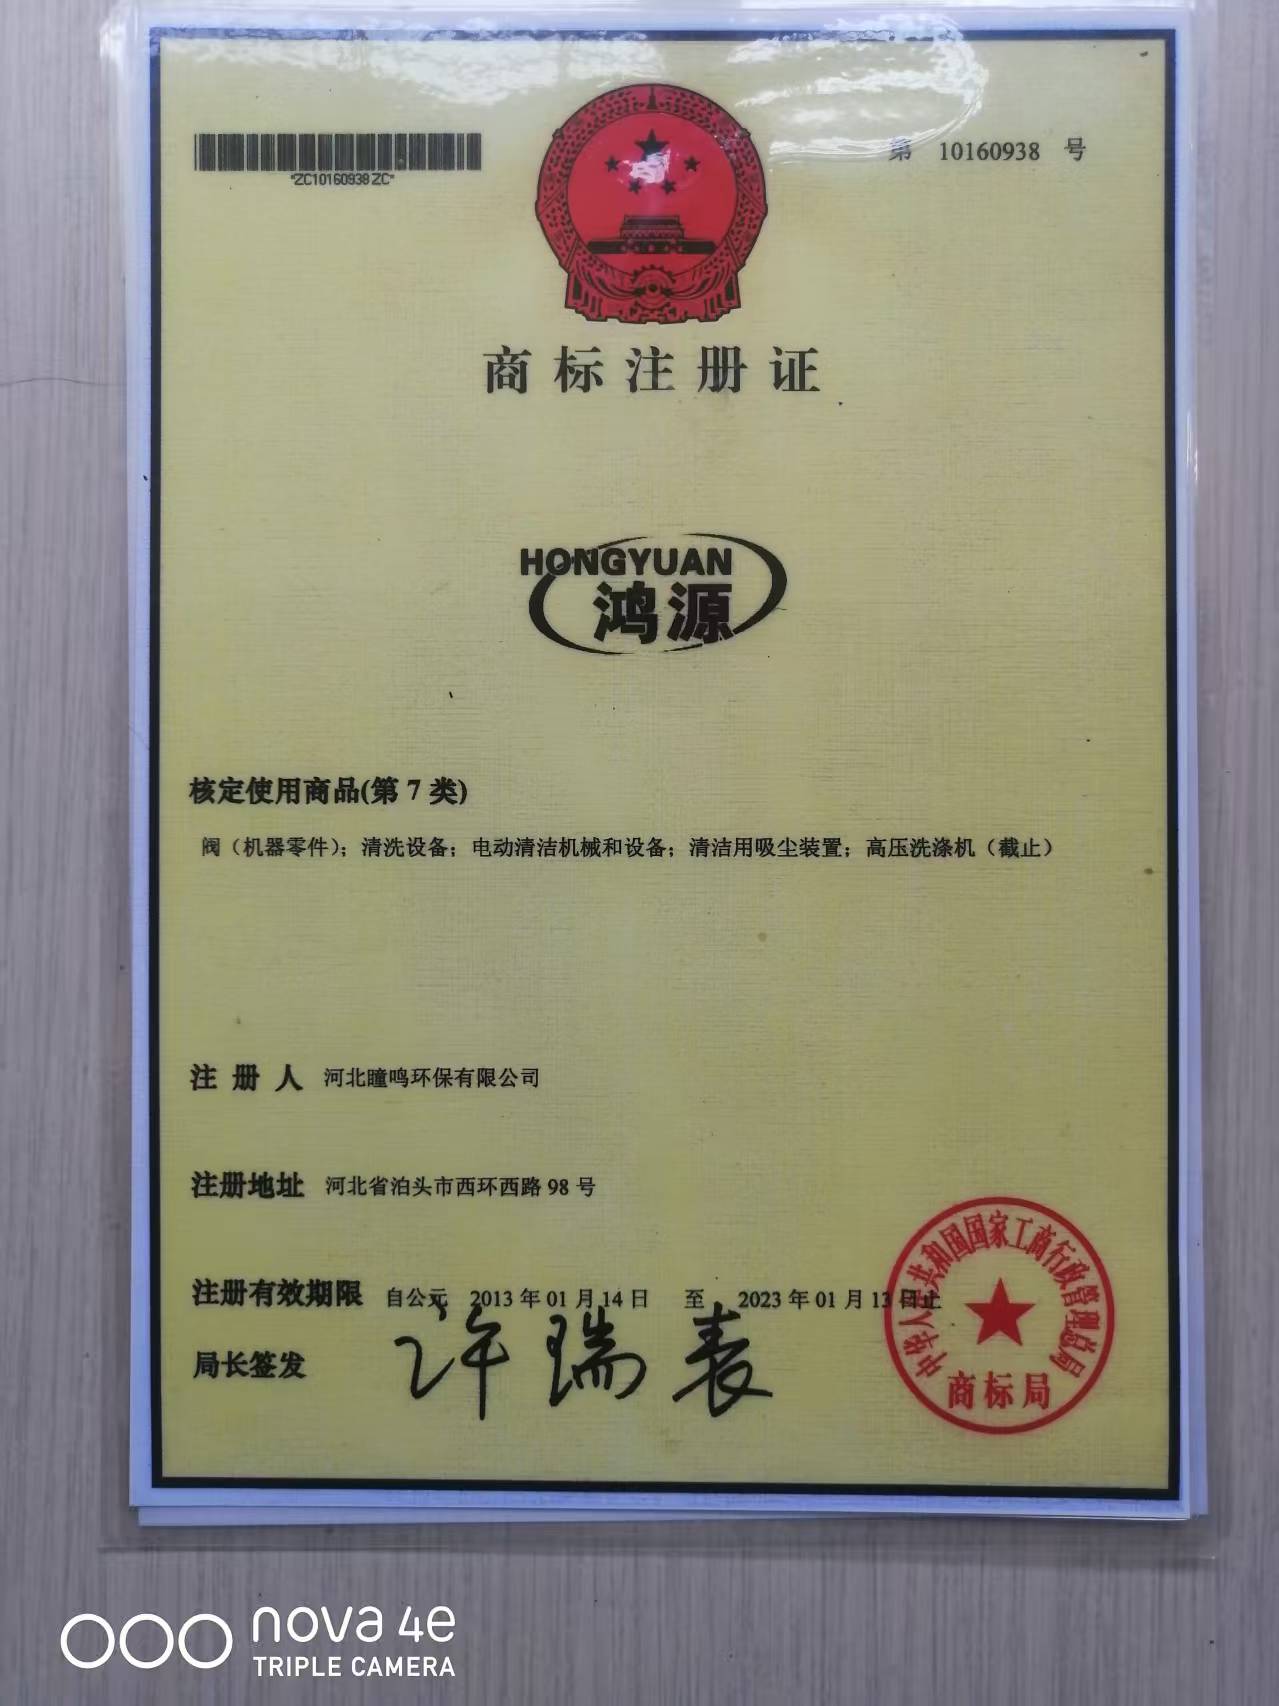 *ZC10160938ZC*
第 10160938 号
商标注册证
HONGYUAN
鸿源
核定使用商品(第 7 类)
阀（机器零件）；清洗设备；电动清洁机械和设备；清洁用吸尘装置；高压洗涤机（截止）
注 册 人 河北瞳鸣环保有限公司
注册地址 河北省泊头市西环西路 98 号
注册有效期限 自公元 2013 年 01 月 14 日 至 2023 年 01 月 13 日止
局长签发 许瑞表
中华人民共和国国家工商行政管理总局
商标局
nova 4e
TRIPLE CAMERA